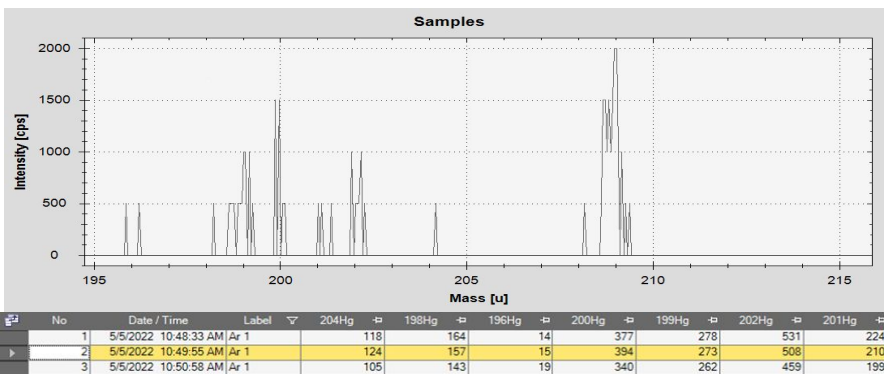 Samples
2000
1500
1000
500
0
Intensity [cps]
195 200 205 210 215
Mass [u]
No Date / Time Label 204Hg 198Hg 196Hg 200Hg 199Hg 202Hg 201Hg
1 5/5/2022 10:48:33 AM Ar 1 118 164 14 377 278 531 224
2 5/5/2022 10:49:55 AM Ar 1 124 157 15 394 273 508 210
3 5/5/2022 10:50:58 AM Ar 1 105 143 19 340 262 459 199